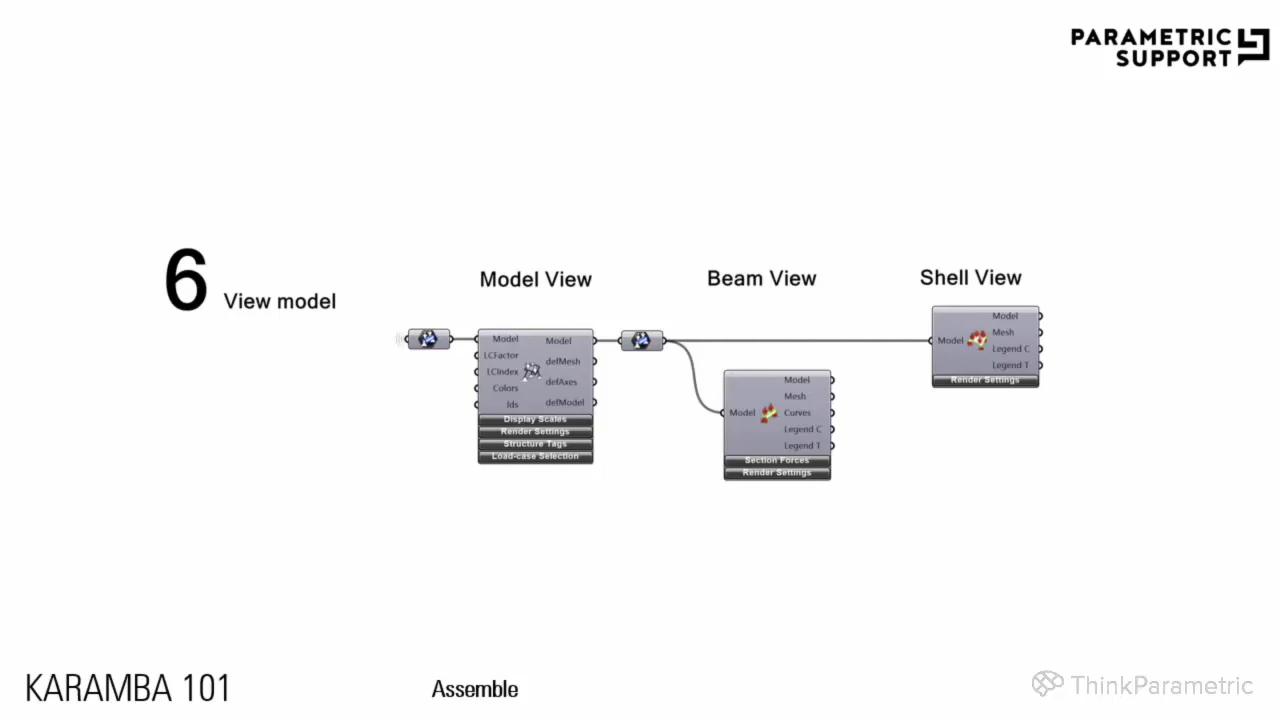 PARAMETRIC
SUPPORT
6 View model
Model View
Beam View
Shell View
Model
LCFactor
LCIndex
Colors
Ids
Model
defMesh
defAxes
defModel
Display Scales
Render Settings
Structure Tags
Load-case Selection
Model
Model
Mesh
Curves
Legend C
Legend T
Section Forces
Render Settings
Model
Model
Mesh
Legend C
Legend T
Render Settings
KARAMBA 101
Assemble
ThinkParametric